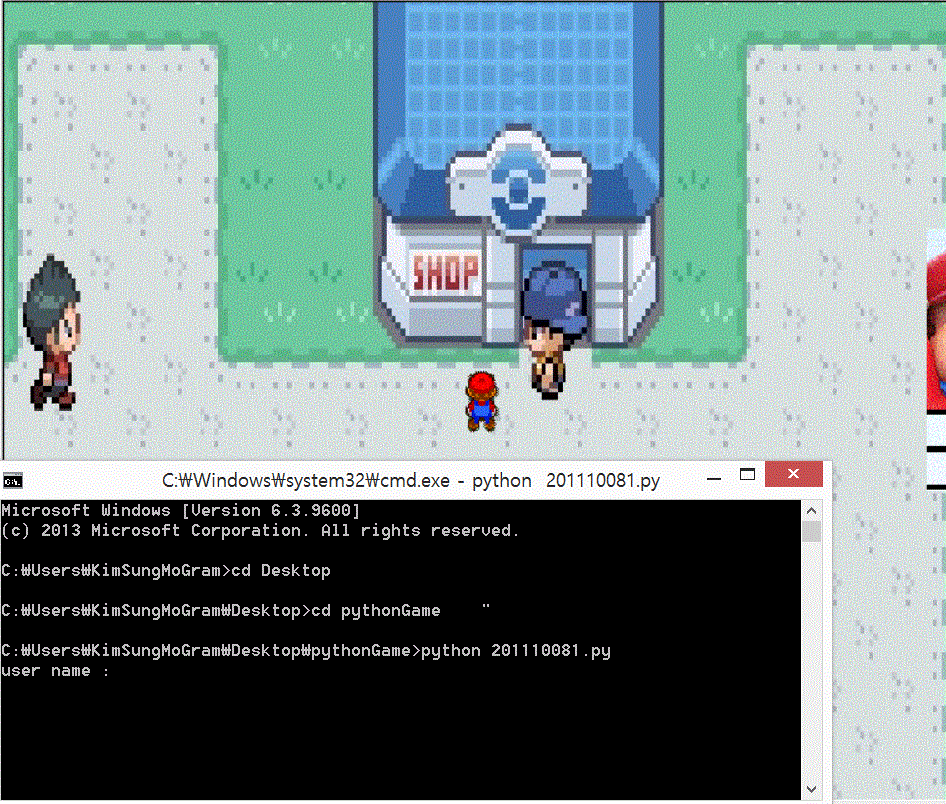 SHOP
C:₩Windows₩system32₩cmd.exe - python  201110081.py
Microsoft Windows [Version 6.3.9600]
(c) 2013 Microsoft Corporation. All rights reserved.
C:₩Users₩KimSungMoGram>cd Desktop
C:₩Users₩KimSungMoGram₩Desktop>cd pythonGame    "
C:₩Users₩KimSungMoGram₩Desktop₩pythonGame>python 201110081.py
user name :